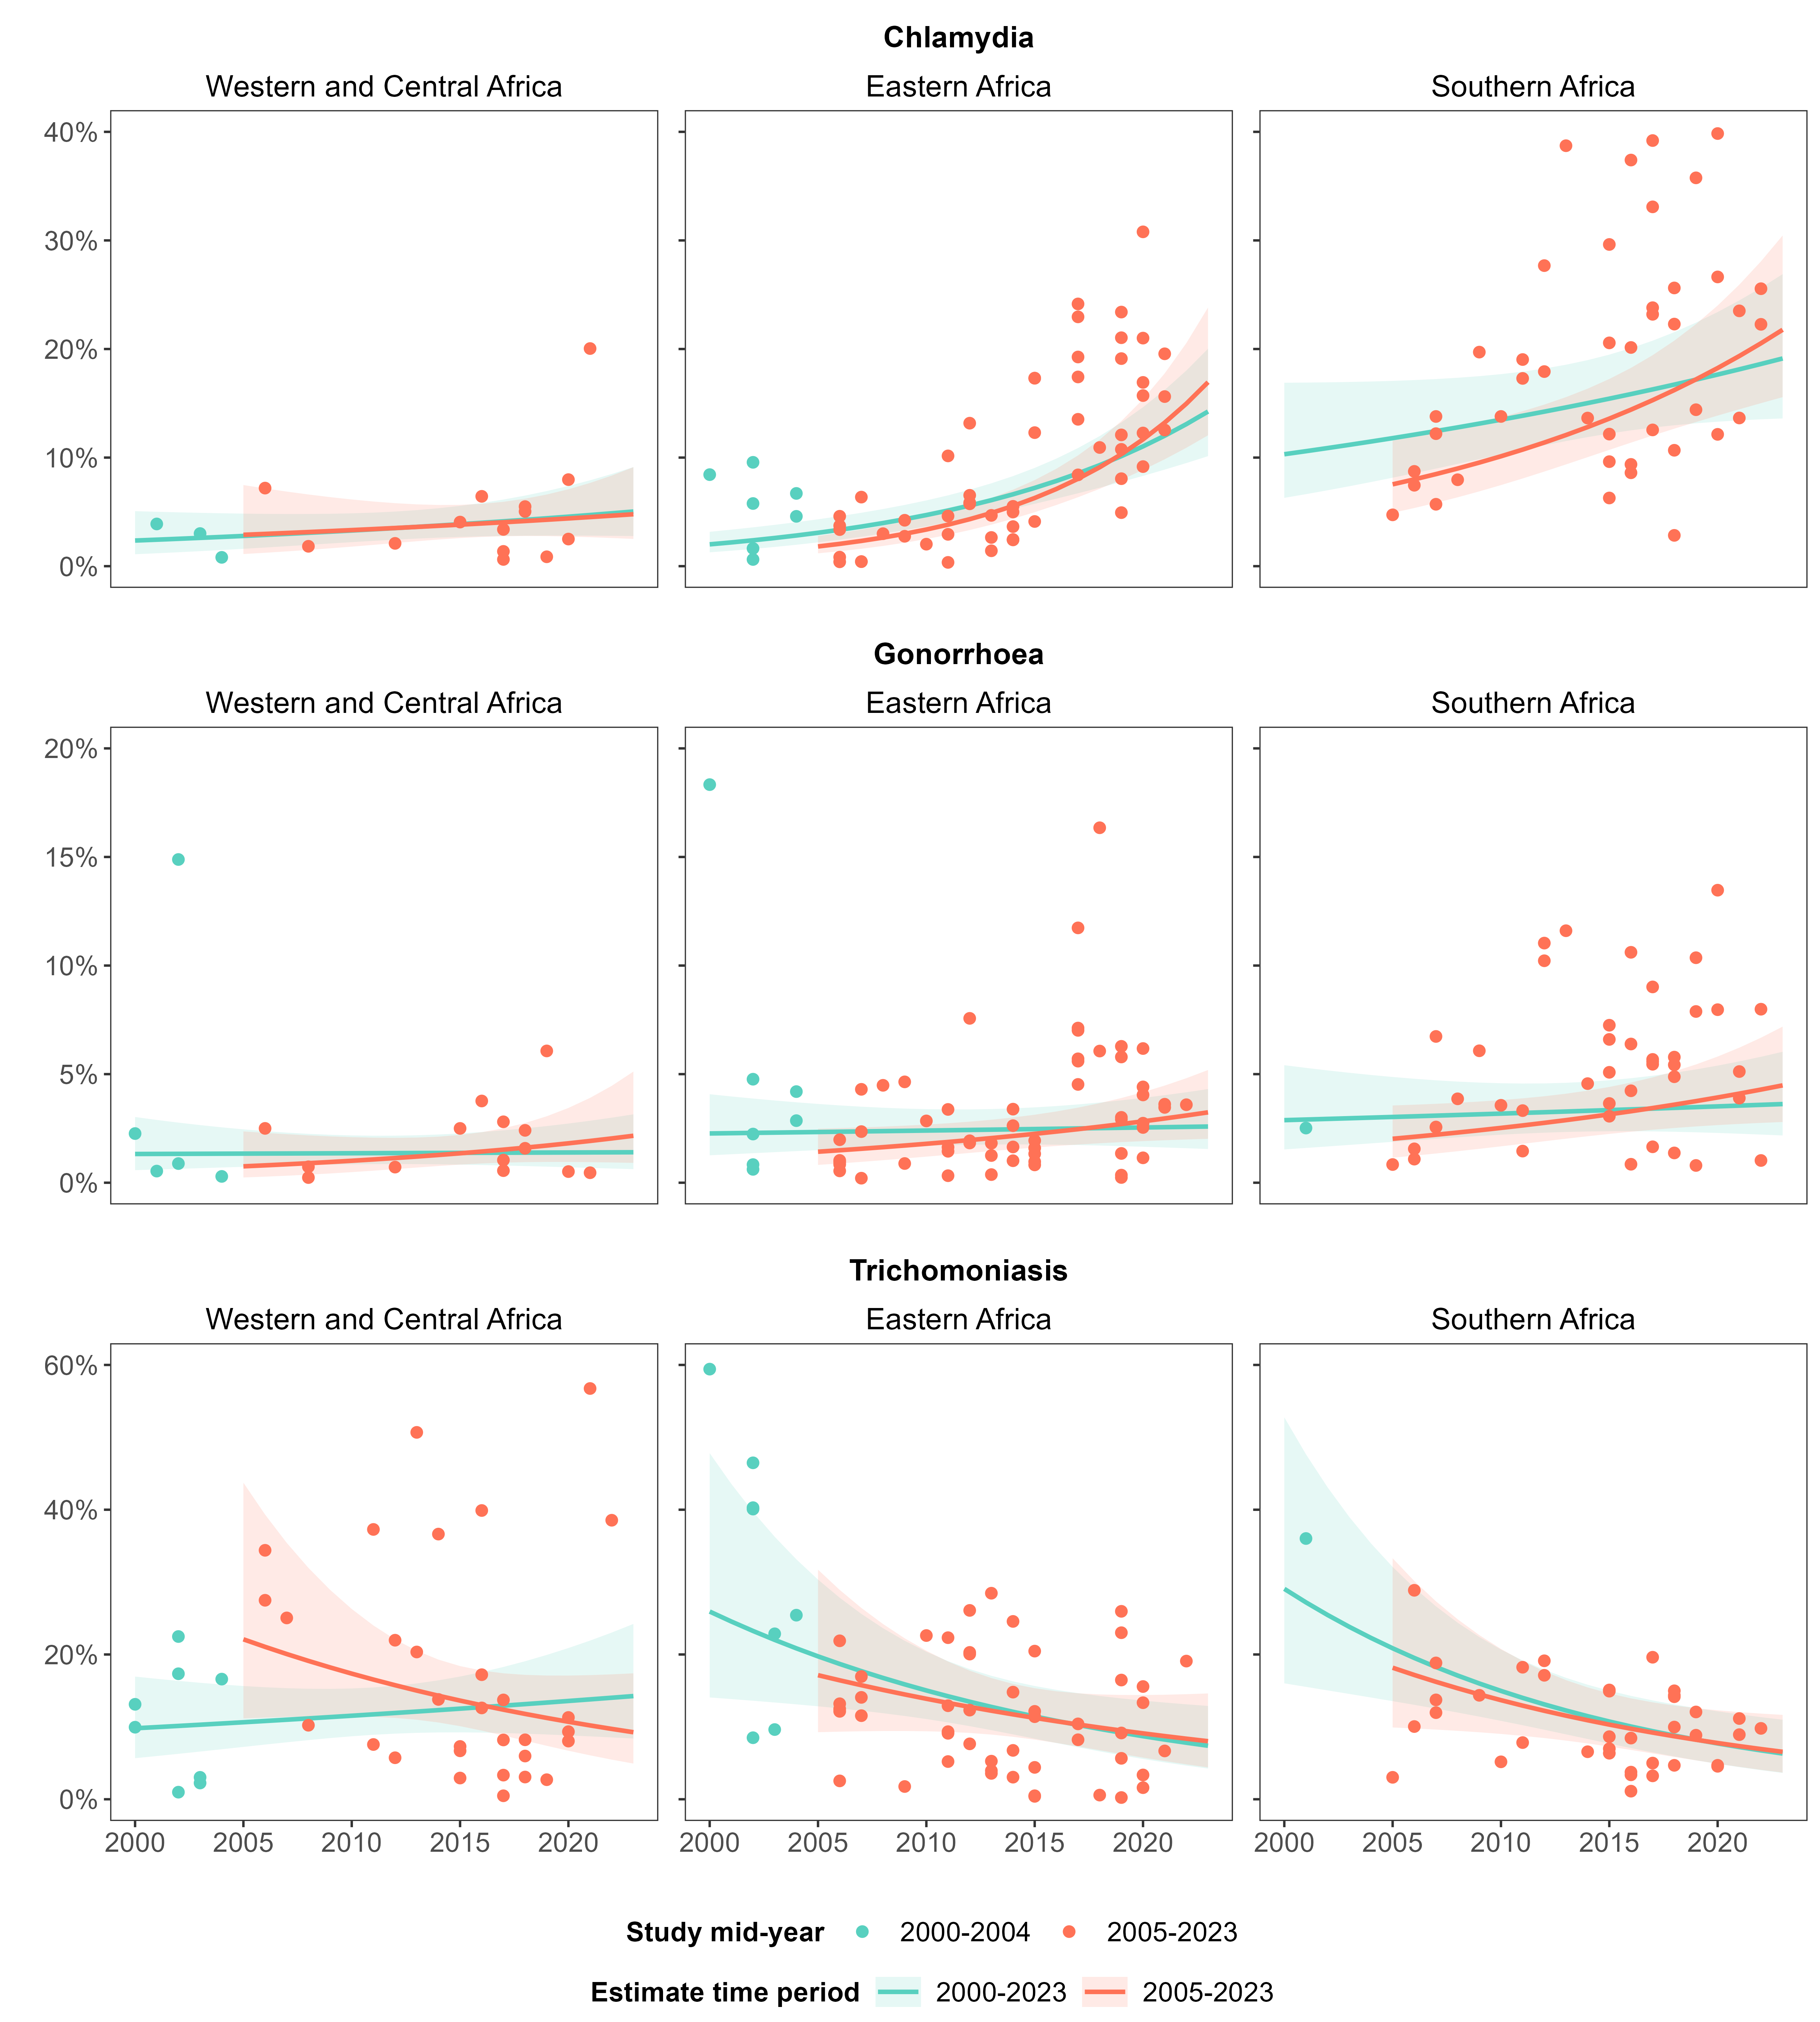 Chlamydia
Western and Central Africa Eastern Africa Southern Africa
40%
30%
20%
10%
0%
Gonorrhoea
Western and Central Africa Eastern Africa Southern Africa
20%
15%
10%
5%
0%
Trichomoniasis
Western and Central Africa Eastern Africa Southern Africa
60%
40%
20%
0%
2000 2005 2010 2015 2020 2000 2005 2010 2015 2020 2000 2005 2010 2015 2020
Study mid-year 2000-2004 2005-2023
Estimate time period 2000-2023 2005-2023